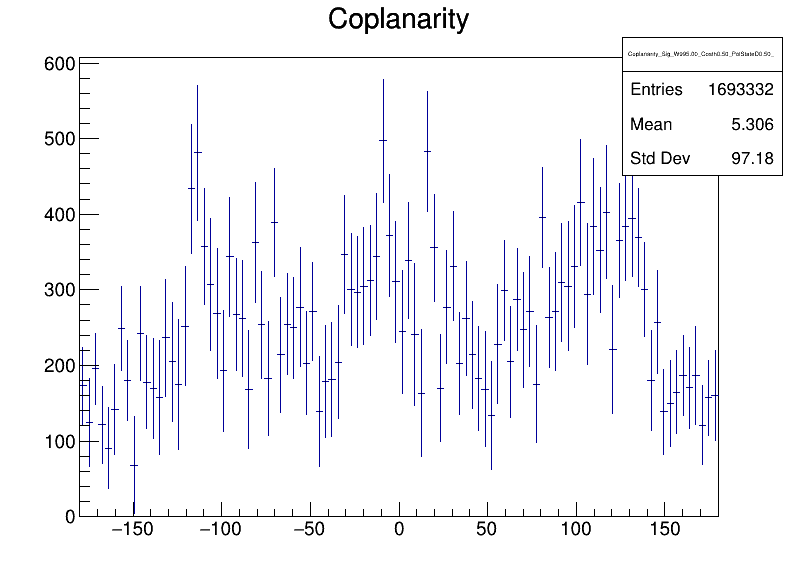 Coplanarity
Coplanarity_Sig_W995.00_Costh0.50_PolStateD0.50_
Entries 1693332
Mean 5.306
Std Dev 97.18
600
500
400
300
200
100
0
−150 −100 −50 0 50 100 150